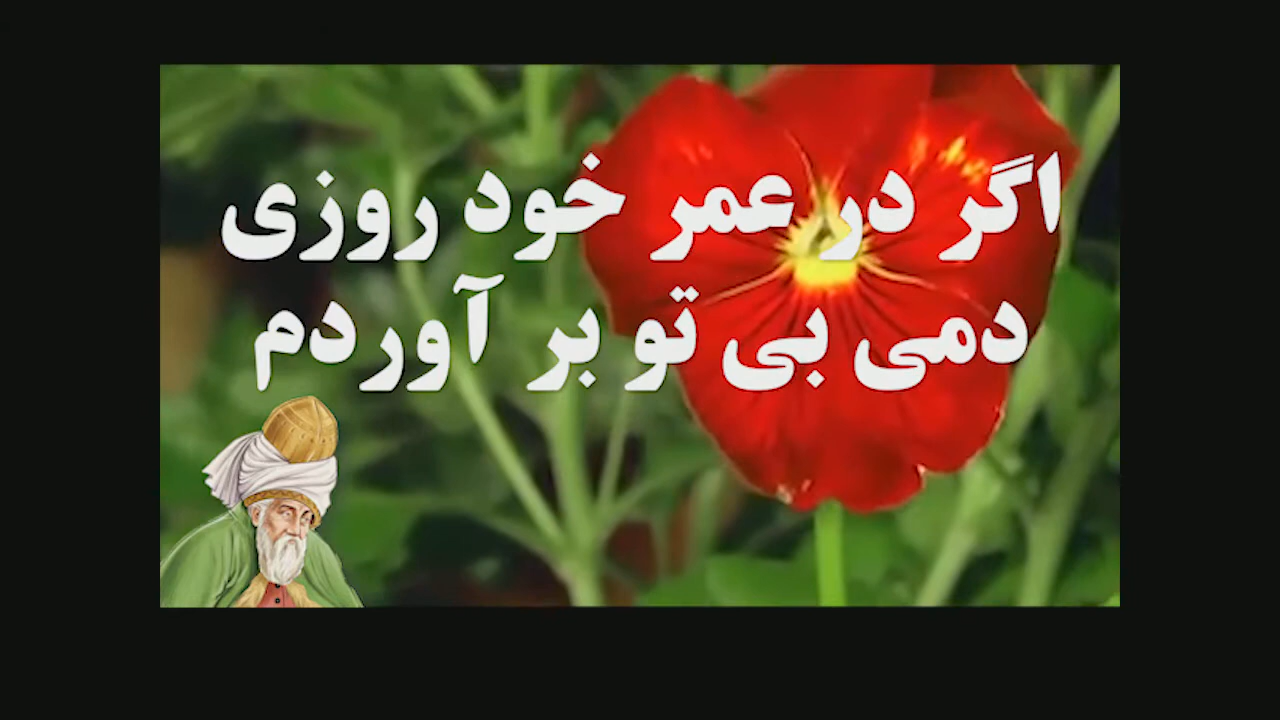 اگر در عمر خود روزی
دمی بی تو بر آوردم